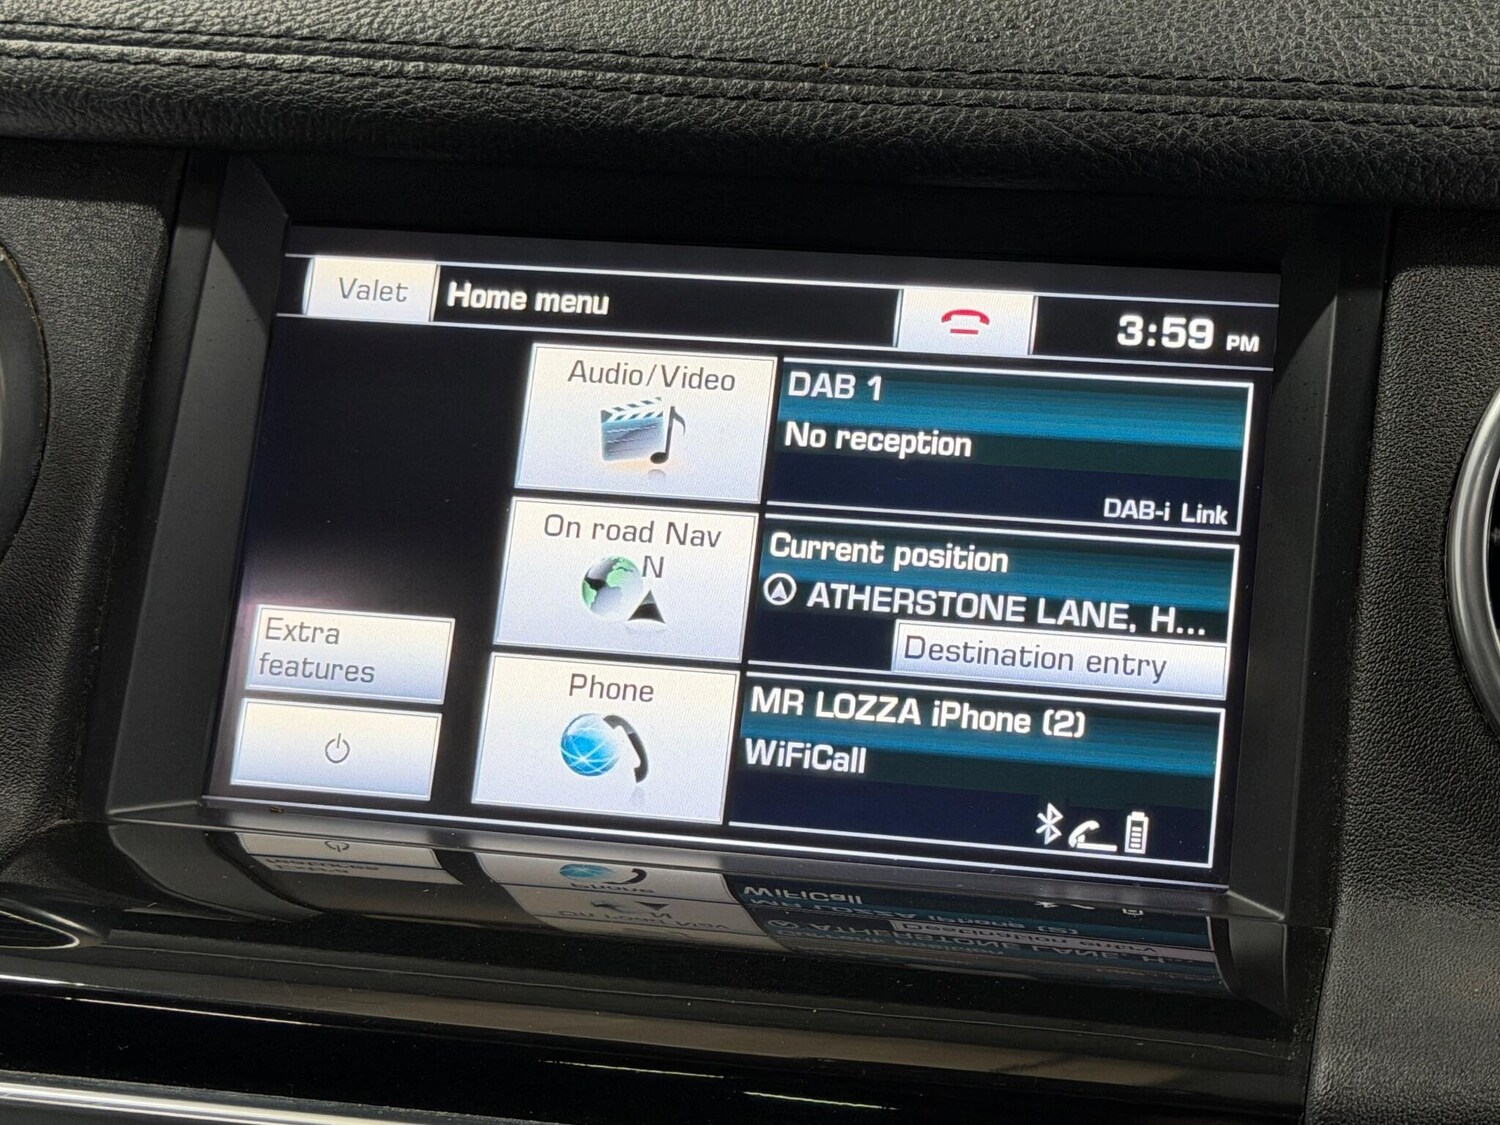 Valet
Home menu
3:59 PM
Audio/Video
DAB 1
No reception
DAB-i Link
On road Nav
N
Current position
ATHERSTONE LANE, H...
Destination entry
Extra
features
Phone
MR LOZZA iPhone (2)
WiFiCall